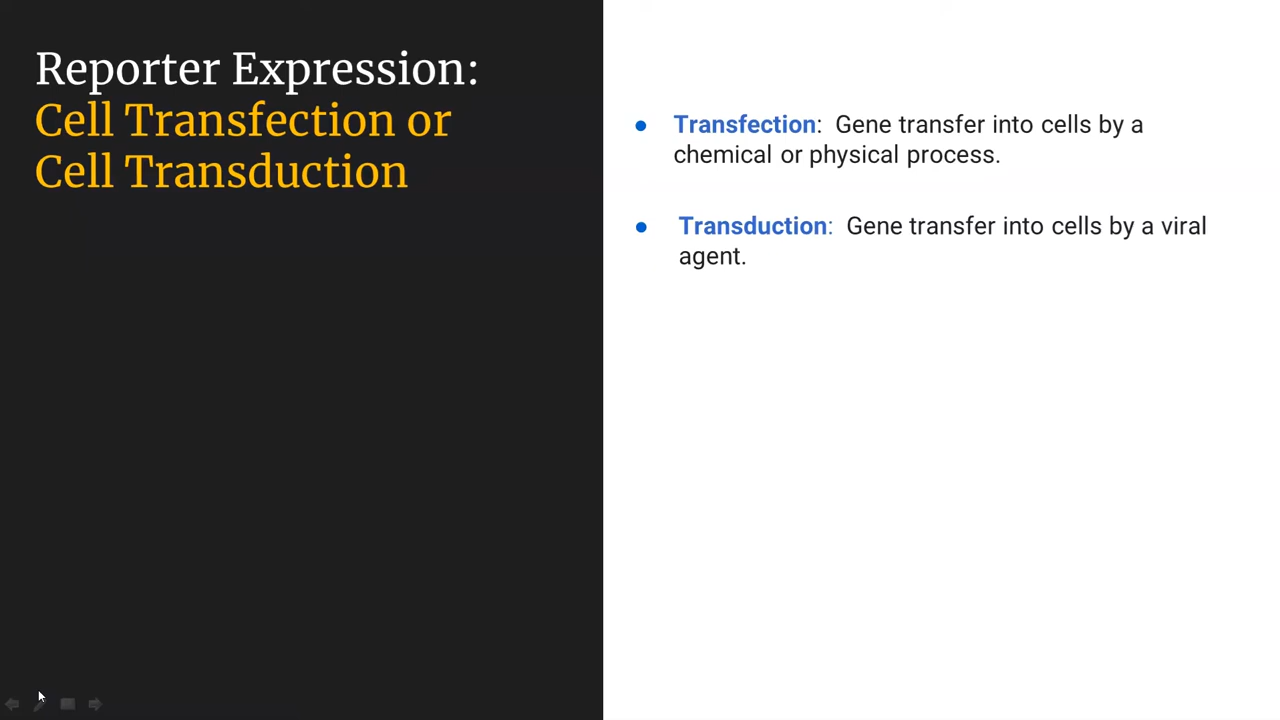 Reporter Expression:
Cell Transfection or
Cell Transduction
● Transfection: Gene transfer into cells by a
chemical or physical process.
● Transduction: Gene transfer into cells by a viral
agent.